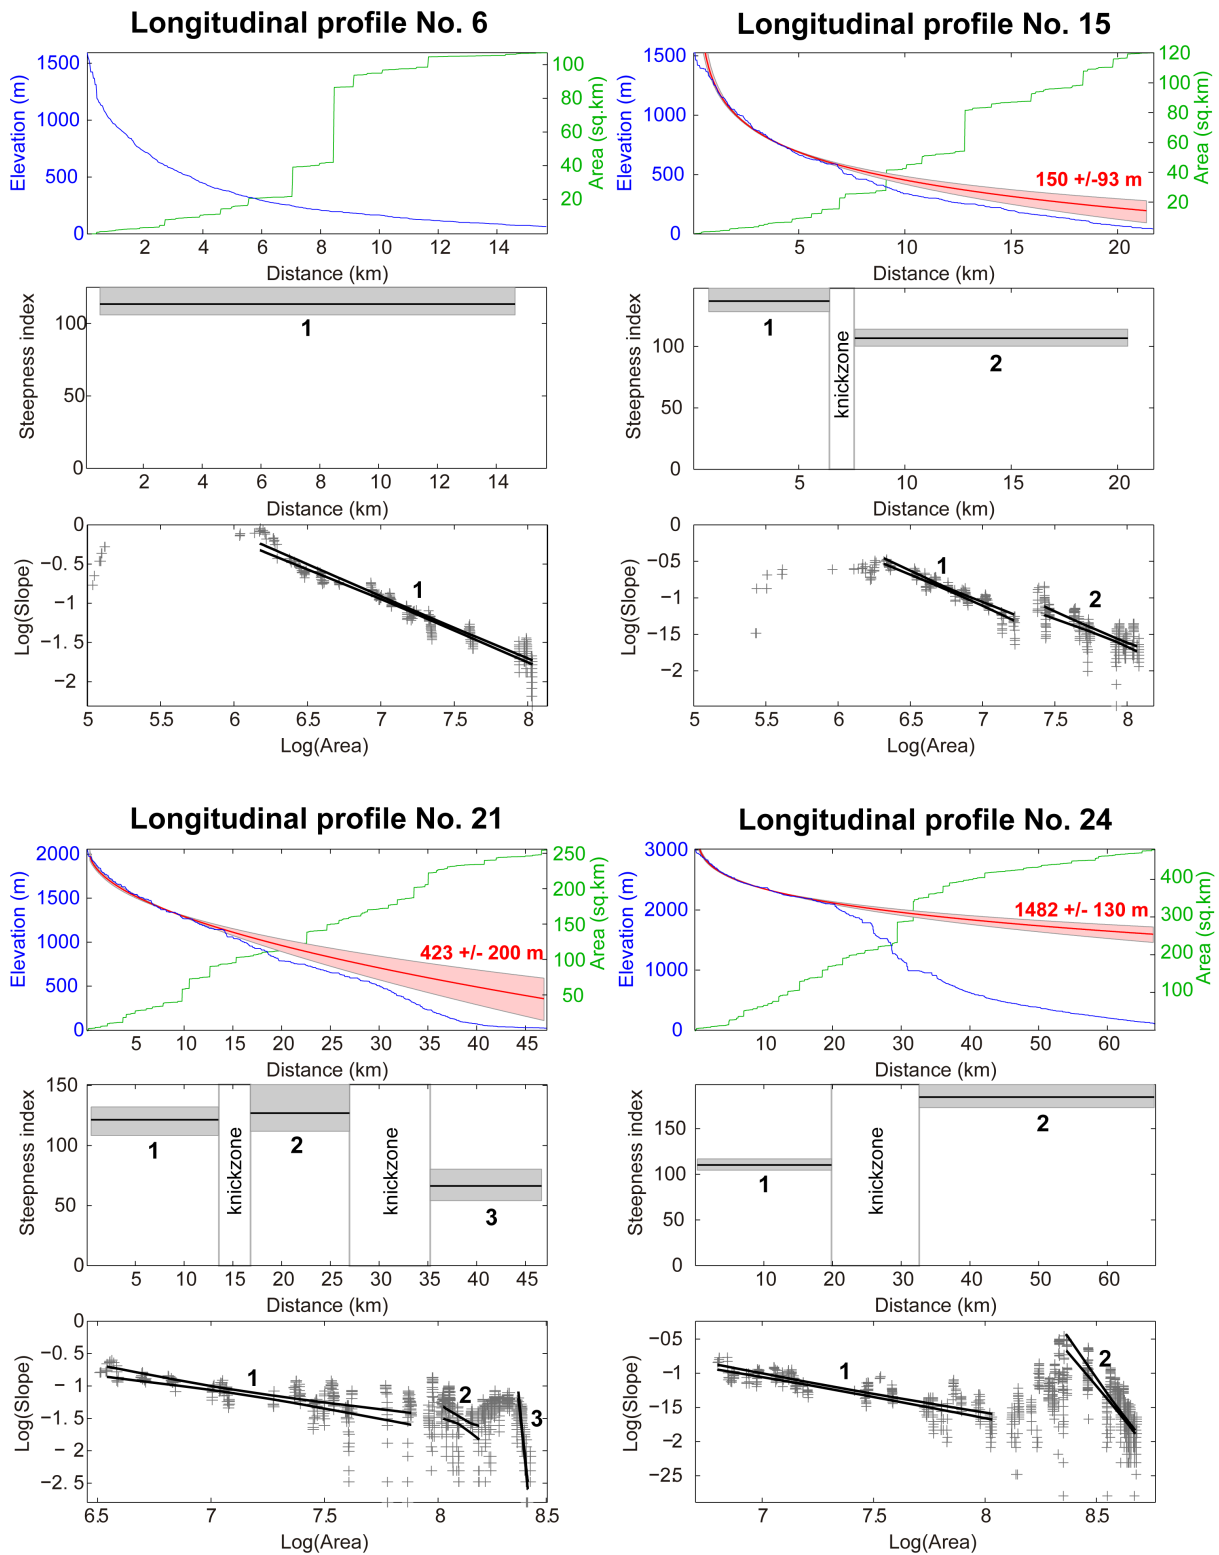 Longitudinal profile No. 6
1500
1000
500
0
Elevation (m)
100
80
60
40
20
Area (sq.km)
2 4 6 8 10 12 14
Distance (km)
100
50
0
Steepness index
1
2 4 6 8 10 12 14
Distance (km)
0
−0.5
−1
−1.5
−2
Log(Slope)
1
5 5.5 6 6.5 7 7.5 8
Log(Area)
Longitudinal profile No. 15
1500
1000
500
0
Elevation (m)
120
100
80
60
40
20
Area (sq.km)
150 +/-93 m
5 10 15 20
Distance (km)
100
50
0
Steepness index
1
knickzone
2
5 10 15 20
Distance (km)
0
−0.5
−1
−1.5
−2
Log(Slope)
1
2
5 5.5 6 6.5 7 7.5 8
Log(Area)
Longitudinal profile No. 21
2000
1500
1000
500
0
Elevation (m)
250
200
150
100
50
Area (sq.km)
423 +/- 200 m
5 10 15 20 25 30 35 40 45
Distance (km)
150
100
50
0
Steepness index
1
knickzone
2
knickzone
3
5 10 15 20 25 30 35 40 45
Distance (km)
0
−0.5
−1
−1.5
−2
−2. 5
Log(Slope)
1
2
3
6.5 7 7.5 8 8.5
Log(Area)
Longitudinal profile No. 24
3000
2000
1000
0
Elevation (m)
400
300
200
100
Area (sq.km)
1482 +/- 130 m
10 20 30 40 50 60
Distance (km)
150
100
50
0
Steepness index
1
knickzone
2
10 20 30 40 50 60
Distance (km)
−05
−10
−15
−20
−25
Log(Slope)
1
2
7 7.5 8 8.5
Log(Area)